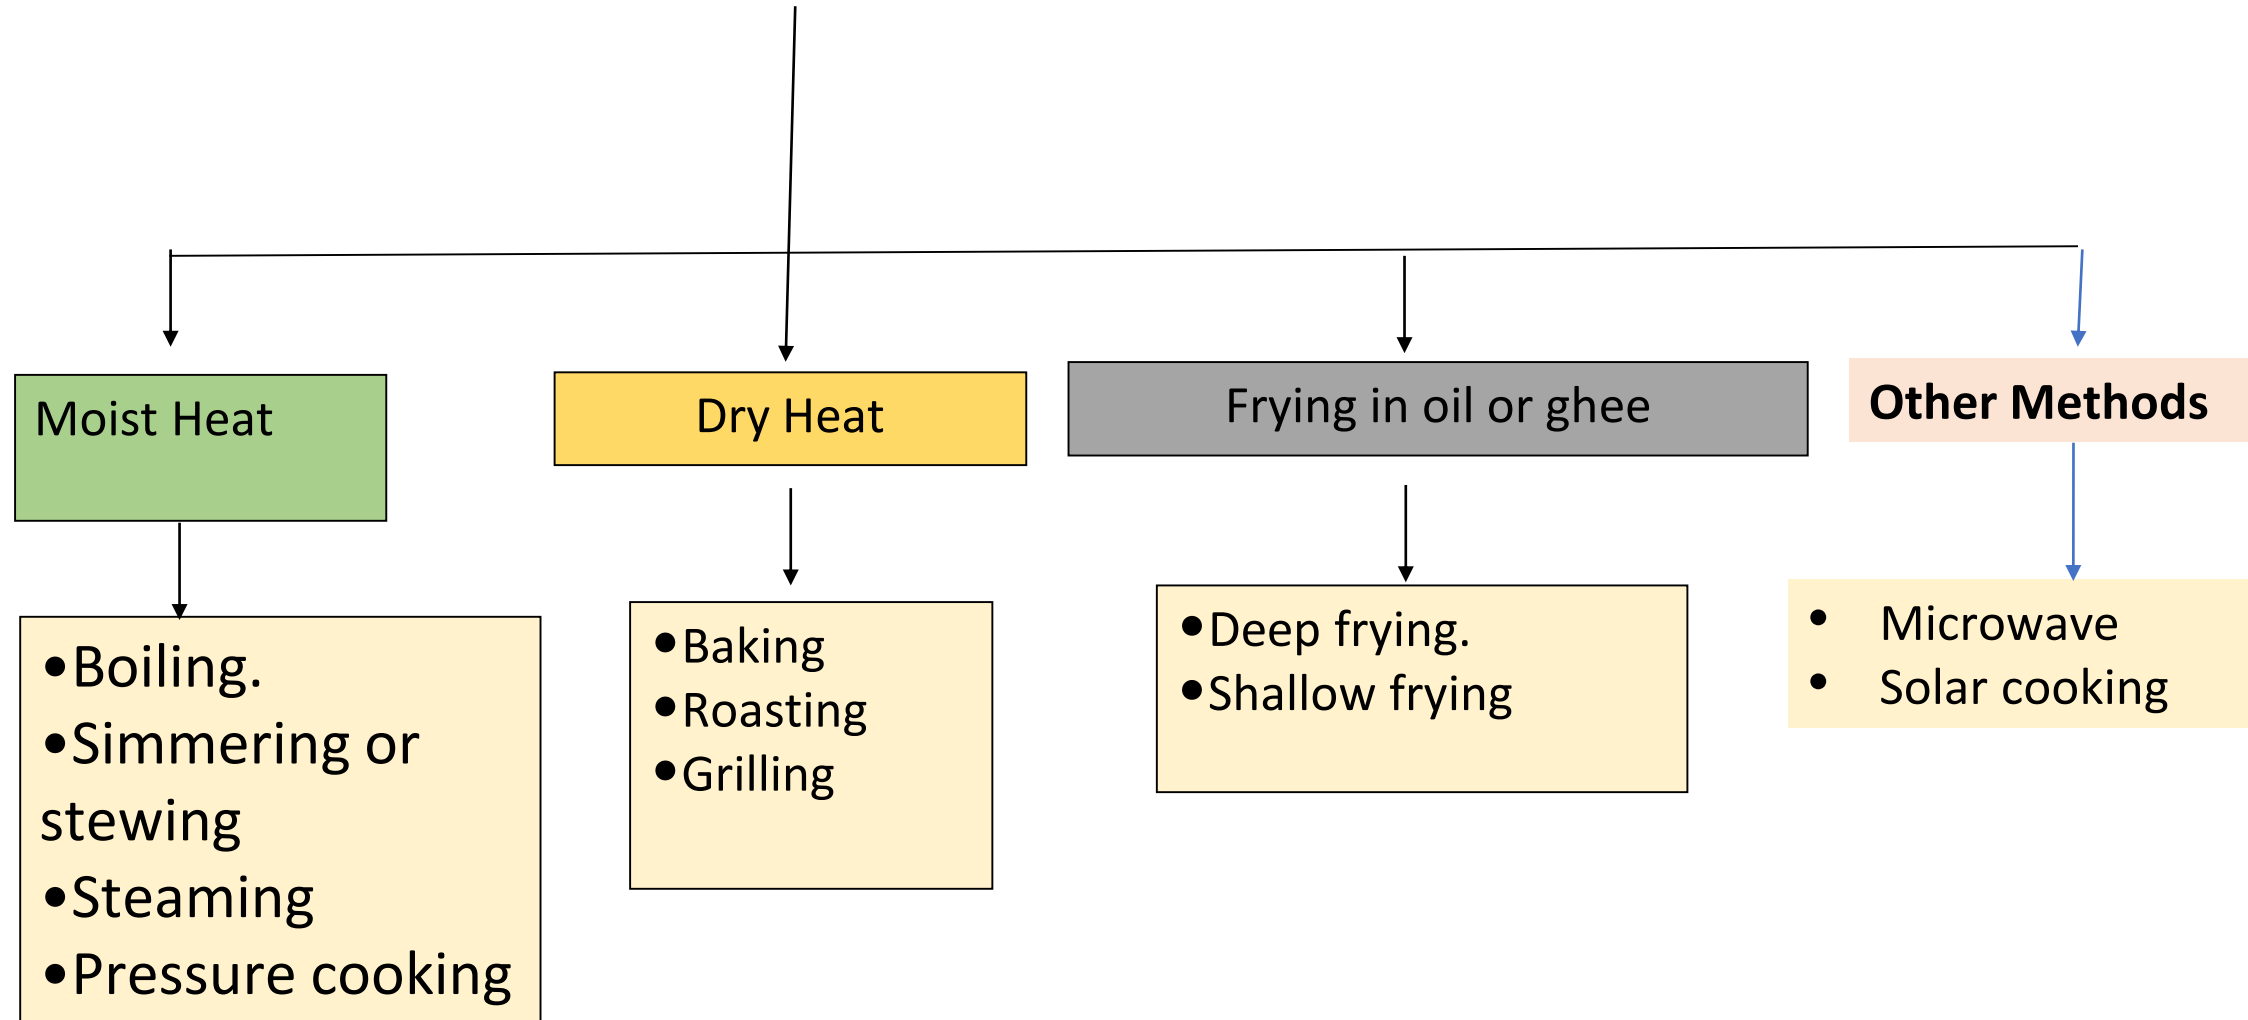 Moist Heat
Dry Heat
Frying in oil or ghee
Other Methods
•Boiling.
•Simmering or
stewing
•Steaming
•Pressure cooking
•Baking
•Roasting
•Grilling
•Deep frying.
•Shallow frying
• Microwave
• Solar cooking